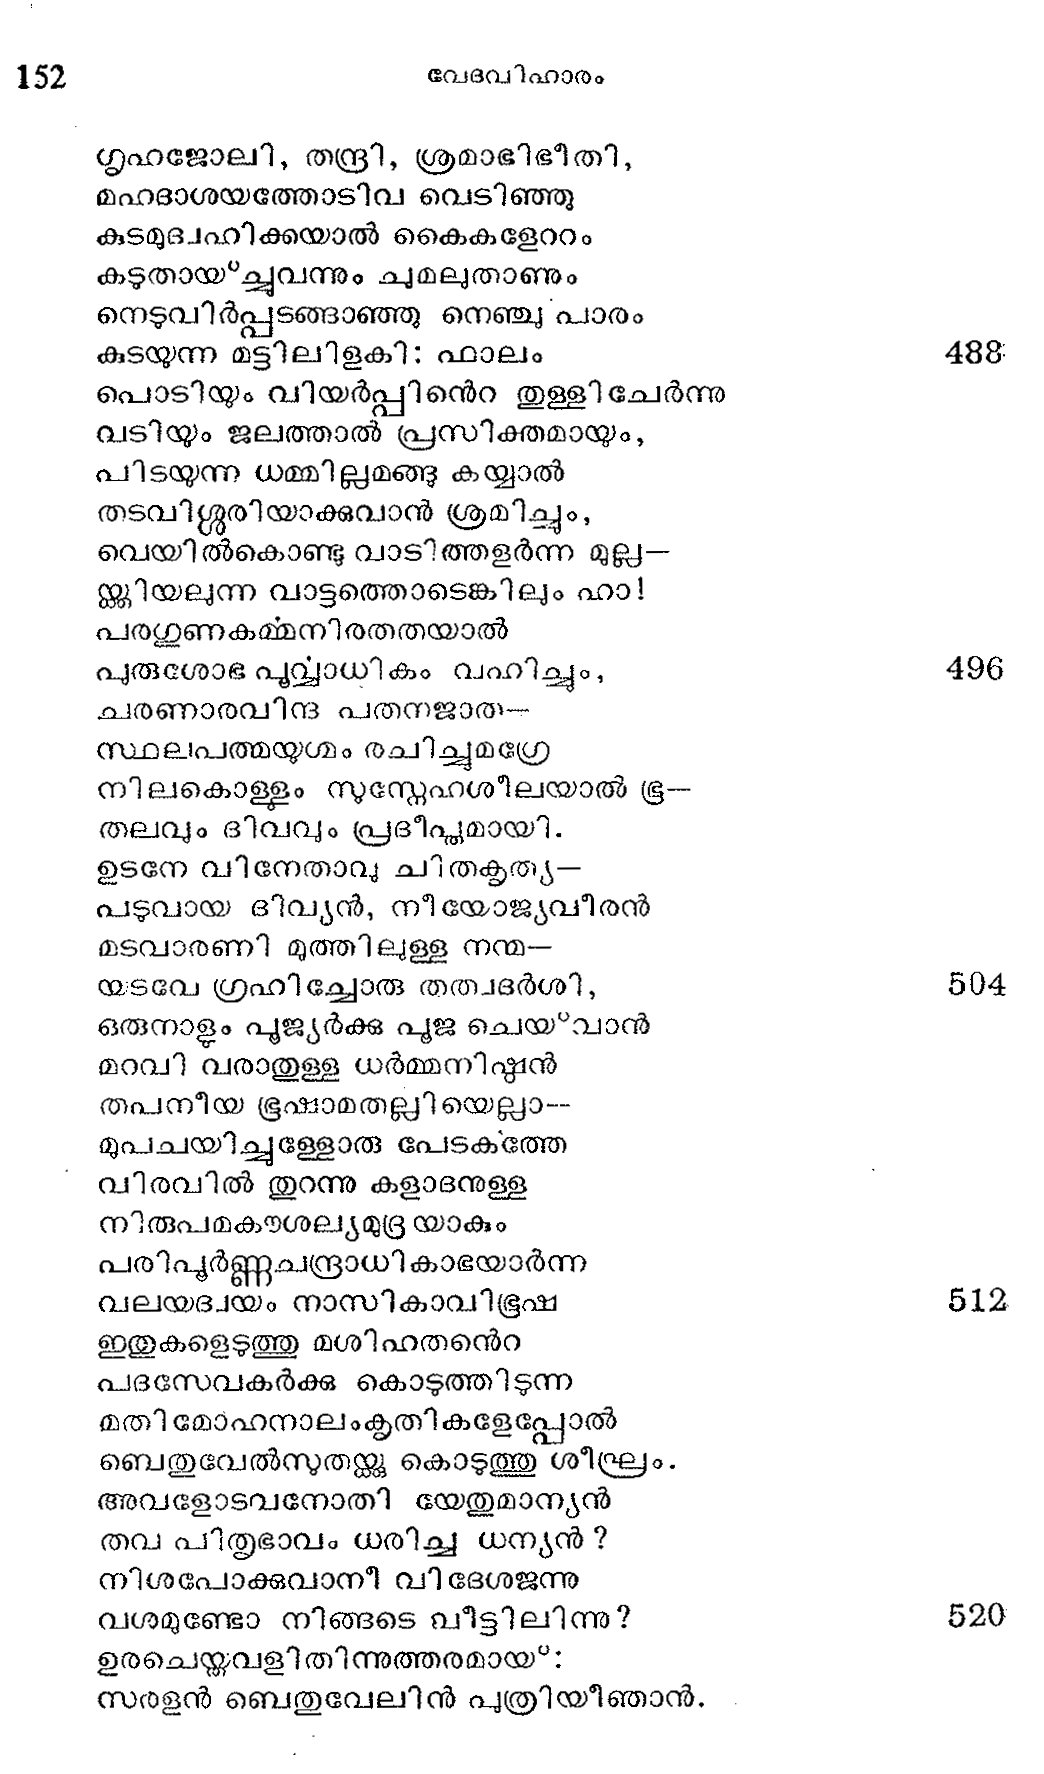 152 വേദവിഹാരം
ഗൃഹജോലി, തന്ദ്രി, ശ്രമാഭിഭീതി,
മഹദാശയത്തോടിവ വെടിഞ്ഞു
കുടമുദ്വഹിക്കയാൽ കൈകളേററം
കടുതായ്ച്ചുവന്നും ചുമലുതാണും
നെടുവീർപ്പടങ്ങാഞ്ഞു നെഞ്ചു പാരം
കുടയുന്ന മട്ടിലിളകി: ഫാലം 488
പൊടിയും വിയർപ്പിൻെറ തുള്ളിചേർന്നു
വടിയും ജലത്താൽ പ്രസിക്തമായും,
പിടയുന്ന ധമ്മില്ലമങ്ങു കയ്യാൽ
തടവിശ്ശരിയാക്കുവാൻ ശ്രമിച്ചും,
വെയിൽകൊണ്ടു വാടിത്തളർന്ന മുല്ല—
യ്ക്കിയലുന്ന വാട്ടത്തൊടെങ്കിലും ഹാ!
പരഗുണകൎമ്മനിരതതയാൽ
പുരുശോഭ പൂൎവ്വാധികം വഹിച്ചും, 496
ചരണാരവിന്ദ പതനജാത—
സ്ഥലപത്മയുഗ്മം രചിച്ചുമഗ്രേ
നിലകൊള്ളും സുസ്നേഹശീലയാൽ ഭൂ—
തലവും ദിവവും പ്രദീപ്തമായി.
ഉടനേ വിനേതാവു ചിതകൃത്യ—
പടുവായ ദിവ്യൻ, നീയോജ്യവീരൻ
മടവാരണി മുത്തിലുള്ള നന്മ—
യടവേ ഗ്രഹിച്ചോരു തത്വദർശി, 504
ഒരുനാളും പൂജ്യർക്കു പൂജ ചെയ്വാൻ
മറവി വരാതുള്ള ധർമ്മനിഷ്ഠൻ
തപനീയ ഭൂഷാമതല്ലിയെല്ലാ--
മുപചയിച്ചുള്ളോരു പേടകത്തേ
വിരവിൽ തുറന്നു കളാദനുള്ള
നിരുപമകൗശല്യമുദ്ര യാകും
പരിപൂർണ്ണചന്ദ്രാധികാഭയാർന്ന
വലയദ്വയം നാസികാവിഭൂഷ 512
ഇതുകളെടുത്തു മശിഹതൻെറ
പദസേവകർക്കു കൊടുത്തിടുന്ന
മതിമോഹനാലംകൃതികളേപ്പോൽ
ബെതുവേൽസുതയ്ക്കു കൊടുത്തു ശീഘ്രം.
അവളോടവനോതി യേതുമാന്യൻ
തവ പിതൃഭാവം ധരിച്ച ധന്യൻ?
നിശപോക്കുവാനീ വിദേശജന്നു
വശമുണ്ടോ നിങ്ങടെ വീട്ടിലിന്നു? 520
ഉരചെയ്തവളിതിന്നുത്തരമായ്:
സരളൻ ബെതുവേലിൻ പുത്രിയീഞാൻ.